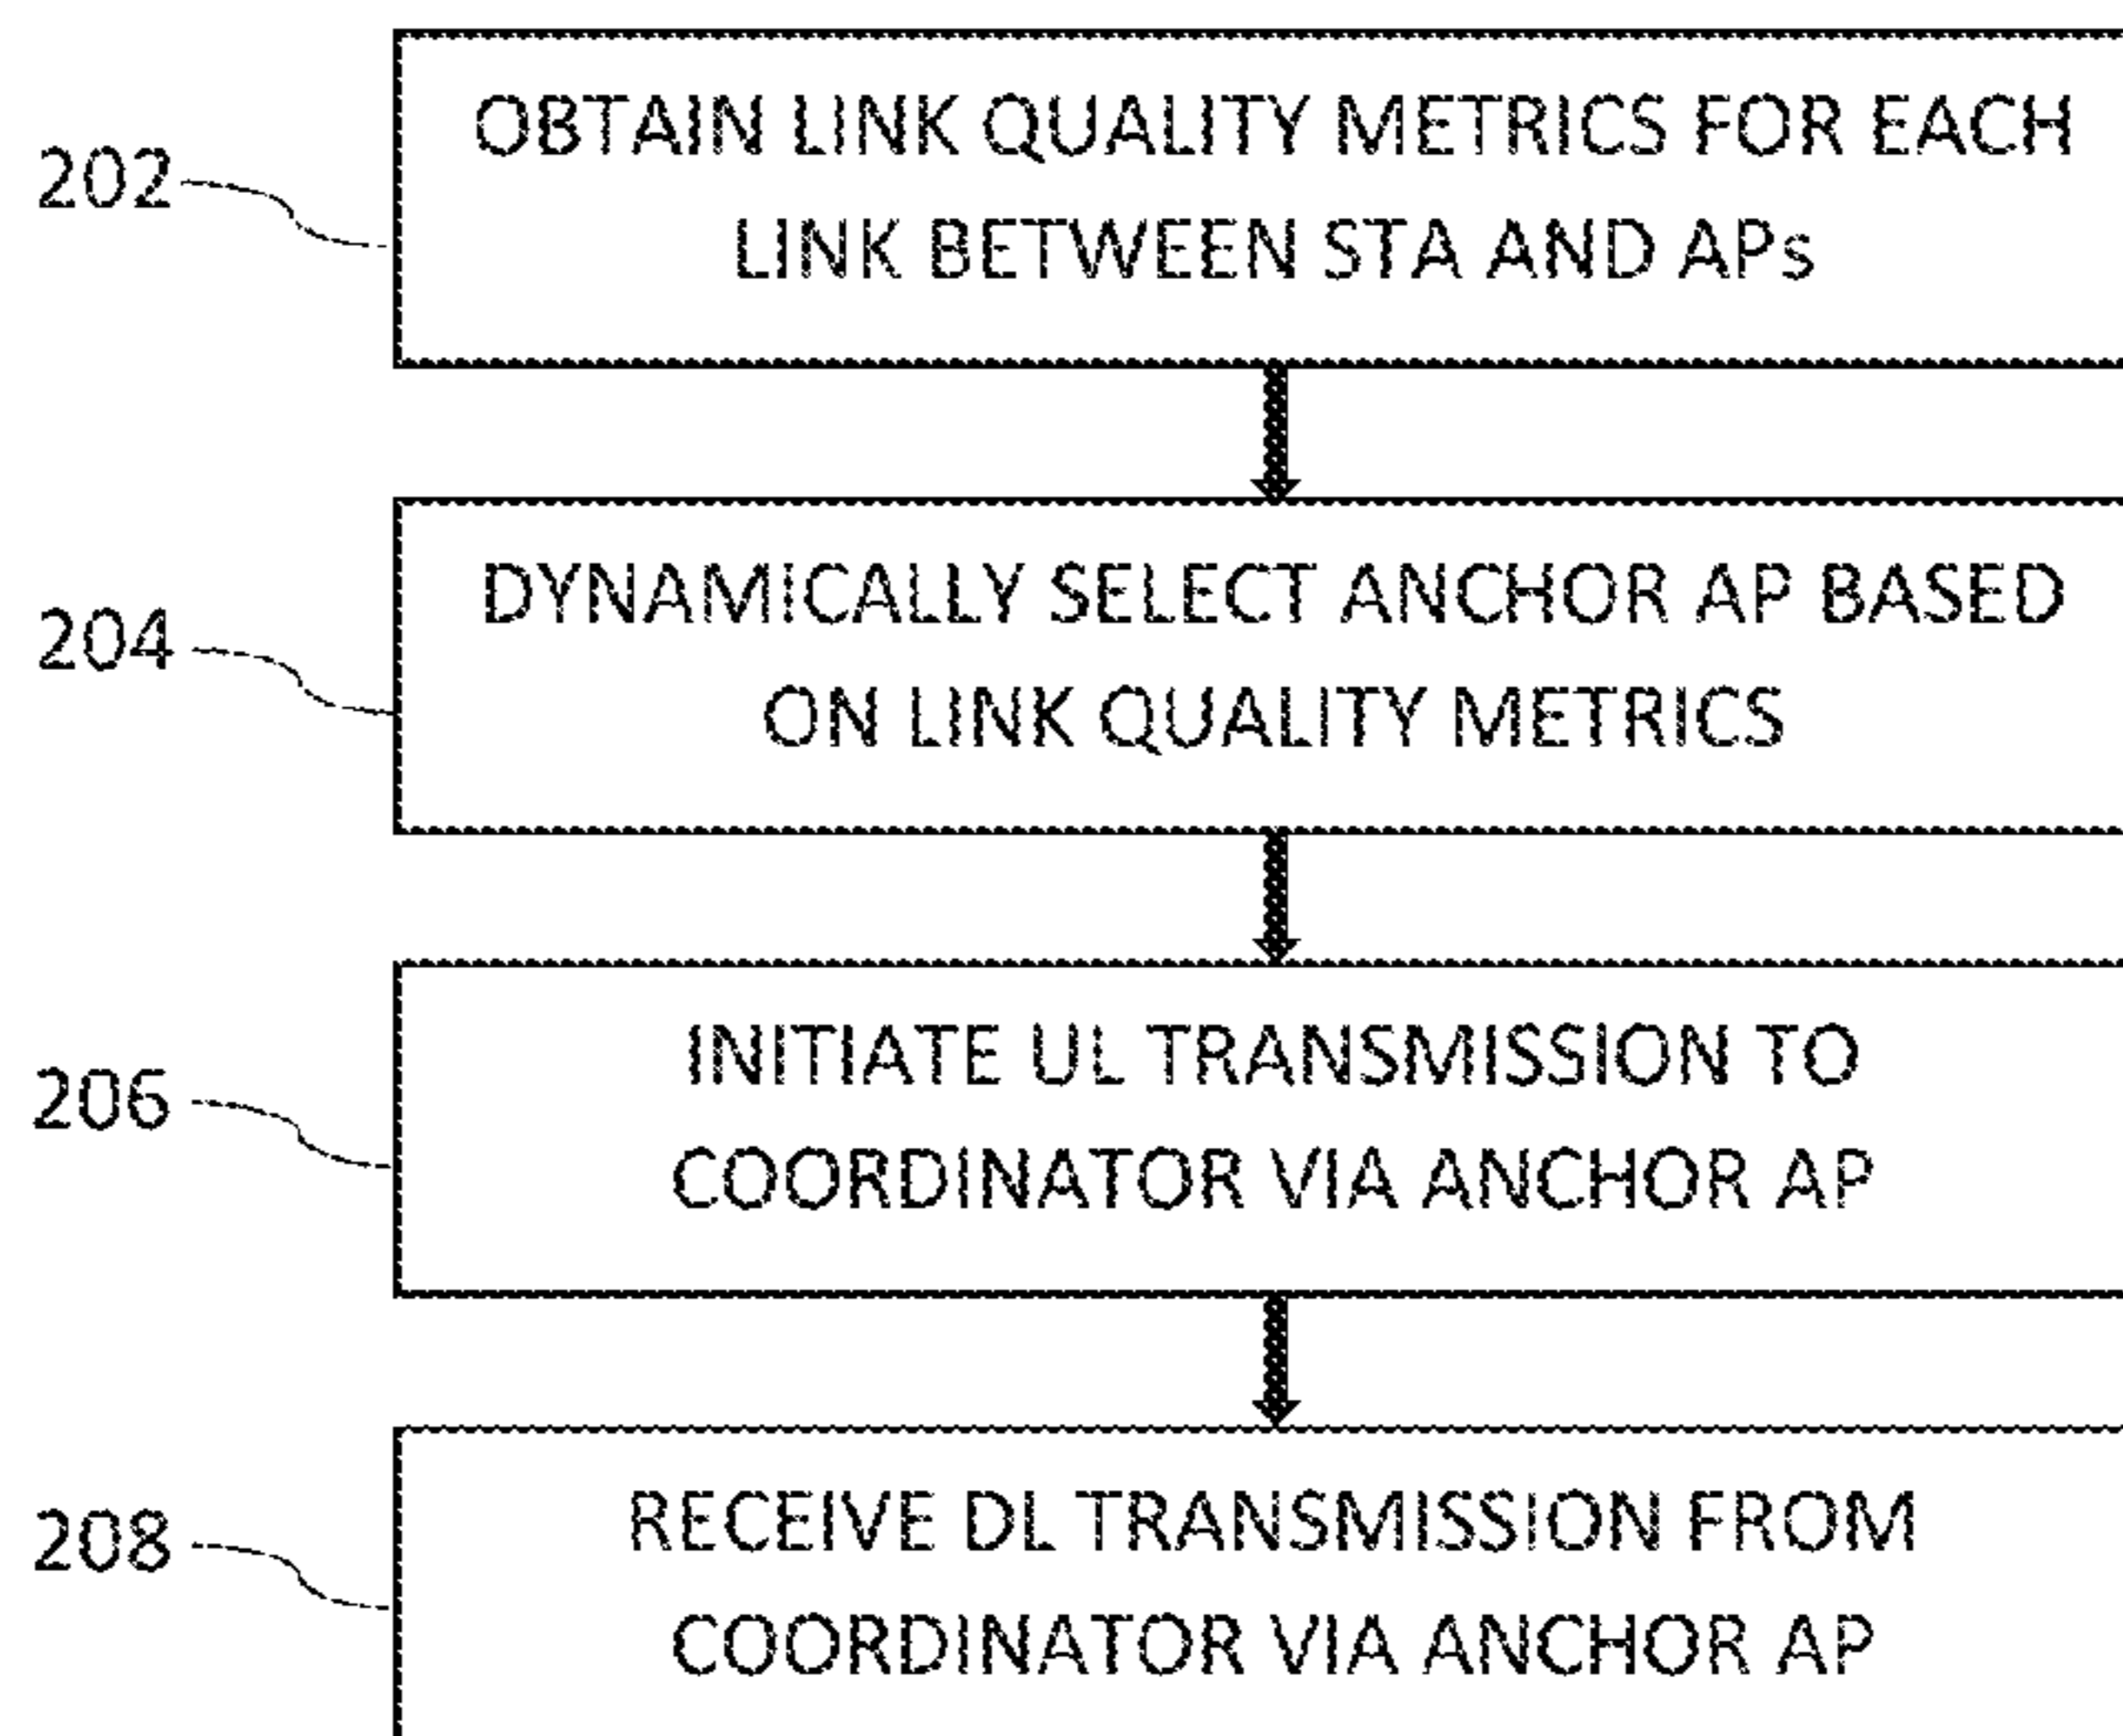 202
OBTAIN LINK QUALITY METRICS FOR EACH
LINK BETWEEN STA AND APs
204
DYNAMICALLY SELECT ANCHOR AP BASED
ON LINK QUALITY METRICS
206
INITIATE UL TRANSMISSION TO
COORDINATOR VIA ANCHOR AP
208
RECEIVE DL TRANSMISSION FROM
COORDINATOR VIA ANCHOR AP